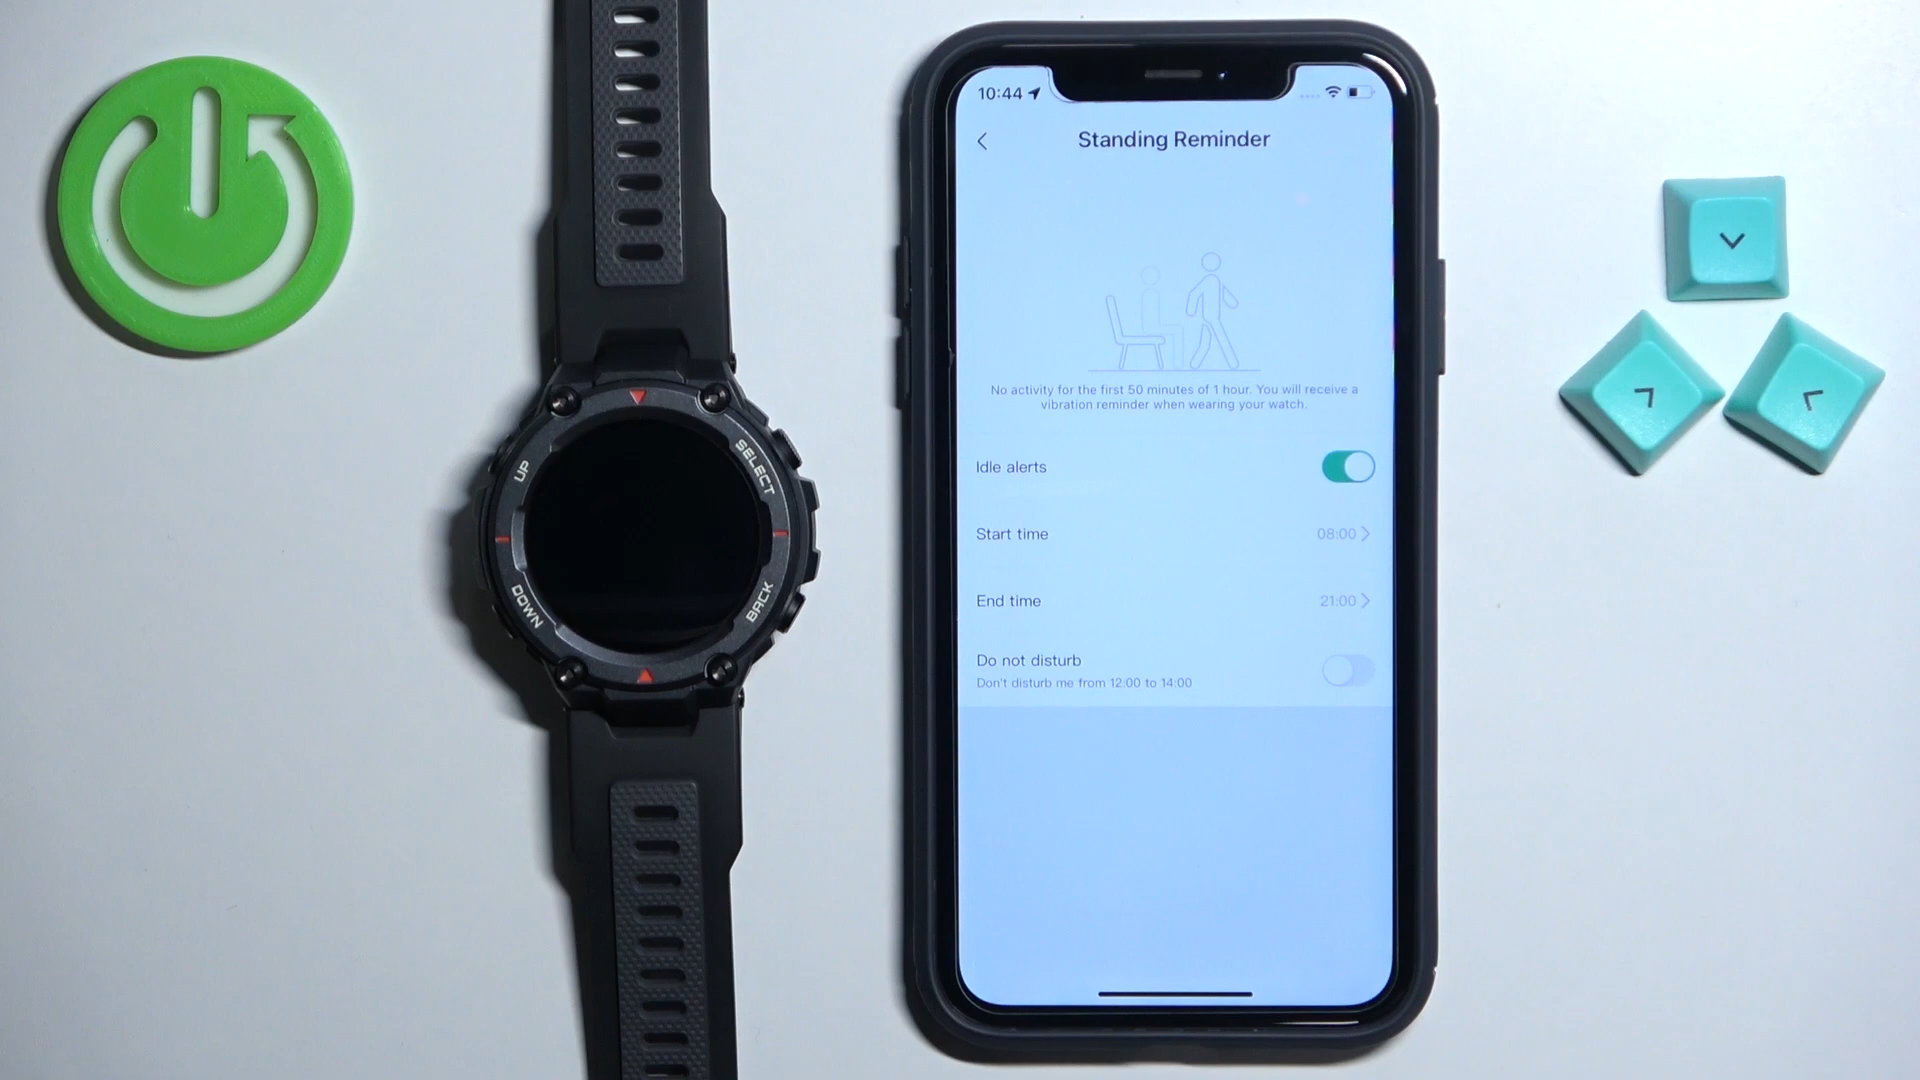 10:44
Standing Reminder
No activity for the first 50 minutes of 1 hour. You will receive a
vibration reminder when wearing your watch.
Idle alerts
Start time 08:00
End time 21:00
Do not disturb
Don't disturb me from 12:00 to 14:00
UP
SELECT
DOWN
BACK